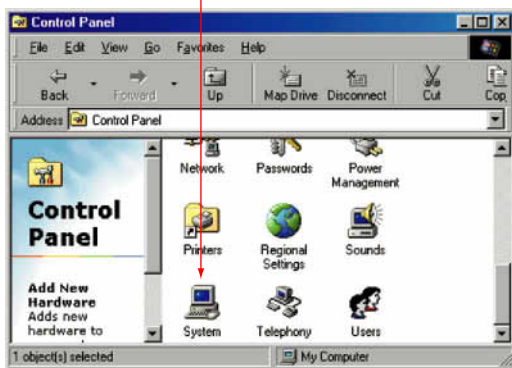 Control Panel
File Edit View Go Favorites Help
Back Forward Up Map Drive Disconnect Cut Cop
Address Control Panel
Network Passwords Power Management
Control Panel
Printers Regional Settings Sounds
Add New Hardware
Adds new hardware to
System Telephony Users
1 object(s) selected My Computer